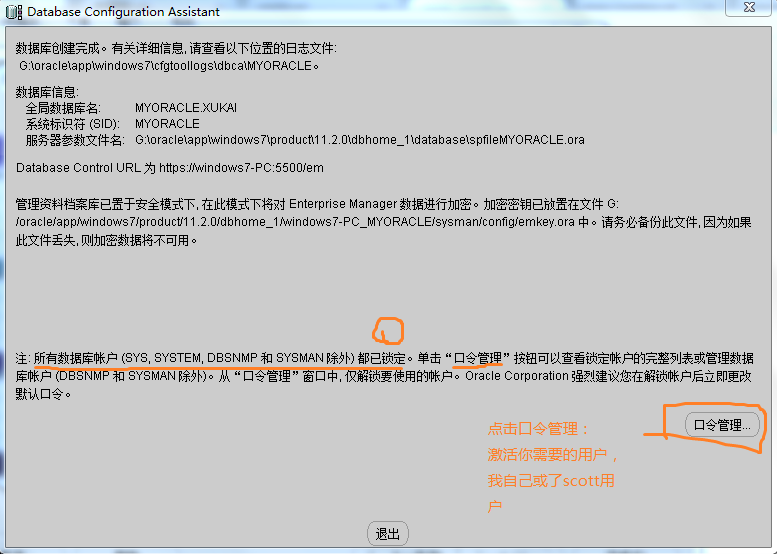 Database Configuration Assistant
数据库创建完成。有关详细信息, 请查看以下位置的日志文件:
G:\oracle\app\windows7\cfgtoollogs\dbca\MYORACLE。
数据库信息:
全局数据库名: MYORACLE.XUKAI
系统标识符 (SID): MYORACLE
服务器参数文件名: G:\oracle\app\windows7\product\11.2.0\dbhome_1\database\spfileMYORACLE.ora
Database Control URL 为 https://windows7-PC:5500/em
管理资料档案库已置于安全模式下, 在此模式下将对 Enterprise Manager 数据进行加密。加密密钥已放置在文件 G:
/oracle/app/windows7/product/11.2.0/dbhome_1/windows7-PC_MYORACLE/sysman/config/emkey.ora 中。请务必备份此文件, 因为如果
此文件丢失, 则加密数据将不可用。
注: 所有数据库帐户 (SYS, SYSTEM, DBSNMP 和 SYSMAN 除外) 都已锁定。单击“口令管理”按钮可以查看锁定帐户的完整列表或管理数据
库帐户 (DBSNMP 和 SYSMAN 除外)。从“口令管理”窗口中, 仅解锁要使用的帐户。Oracle Corporation 强烈建议您在解锁帐户后立即更改
默认口令。
口令管理...
点击口令管理：
激活你需要的用户，
我自己或了scott用
户
退出